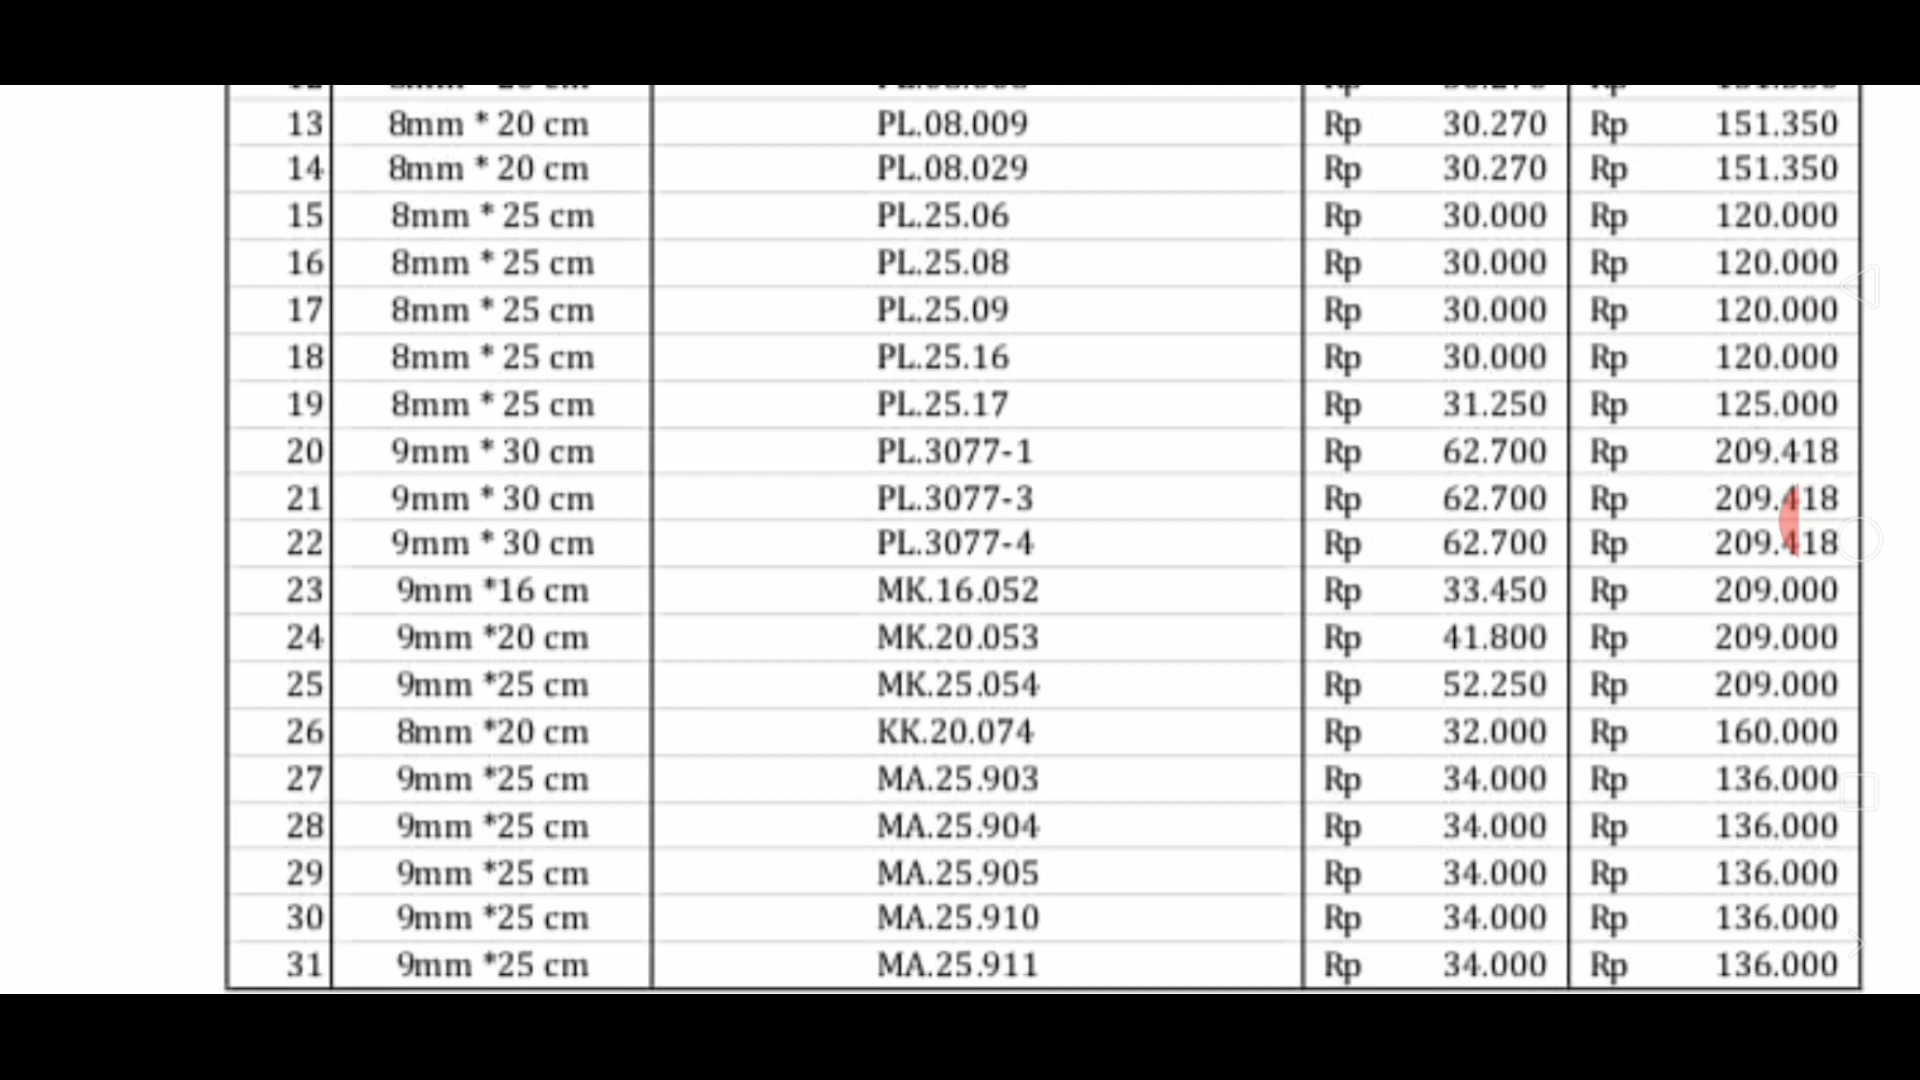 13 8mm * 20 cm PL.08.009 Rp 30.270 Rp 151.350
14 8mm * 20 cm PL.08.029 Rp 30.270 Rp 151.350
15 8mm * 25 cm PL.25.06 Rp 30.000 Rp 120.000
16 8mm * 25 cm PL.25.08 Rp 30.000 Rp 120.000
17 8mm * 25 cm PL.25.09 Rp 30.000 Rp 120.000
18 8mm * 25 cm PL.25.16 Rp 30.000 Rp 120.000
19 8mm * 25 cm PL.25.17 Rp 31.250 Rp 125.000
20 9mm * 30 cm PL.3077-1 Rp 62.700 Rp 209.418
21 9mm * 30 cm PL.3077-3 Rp 62.700 Rp 209.418
22 9mm * 30 cm PL.3077-4 Rp 62.700 Rp 209.418
23 9mm *16 cm MK.16.052 Rp 33.450 Rp 209.000
24 9mm *20 cm MK.20.053 Rp 41.800 Rp 209.000
25 9mm *25 cm MK.25.054 Rp 52.250 Rp 209.000
26 8mm *20 cm KK.20.074 Rp 32.000 Rp 160.000
27 9mm *25 cm MA.25.903 Rp 34.000 Rp 136.000
28 9mm *25 cm MA.25.904 Rp 34.000 Rp 136.000
29 9mm *25 cm MA.25.905 Rp 34.000 Rp 136.000
30 9mm *25 cm MA.25.910 Rp 34.000 Rp 136.000
31 9mm *25 cm MA.25.911 Rp 34.000 Rp 136.000